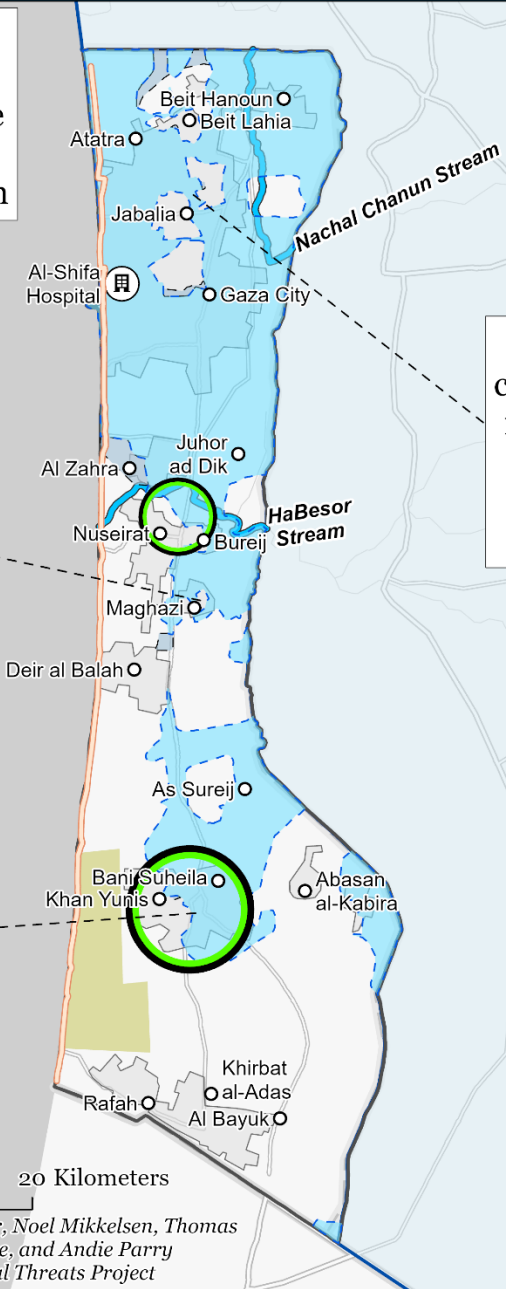 e
n
Beit Hanoun
Beit Lahia
Atatra
Nachal Chanun Stream
Jabalia
Al-Shifa
Hospital
Gaza City
c
Juhor
ad Dik
Al Zahra
HaBesor
Stream
Nuseirat
Bureij
Maghazi
Deir al Balah
As Sureij
Bani Suheila
Khan Yunis
Abasan
al-Kabira
Khirbat
al-Adas
Rafah
Al Bayuk
20 Kilometers
, Noel Mikkelsen, Thomas
e, and Andie Parry
l Threats Project